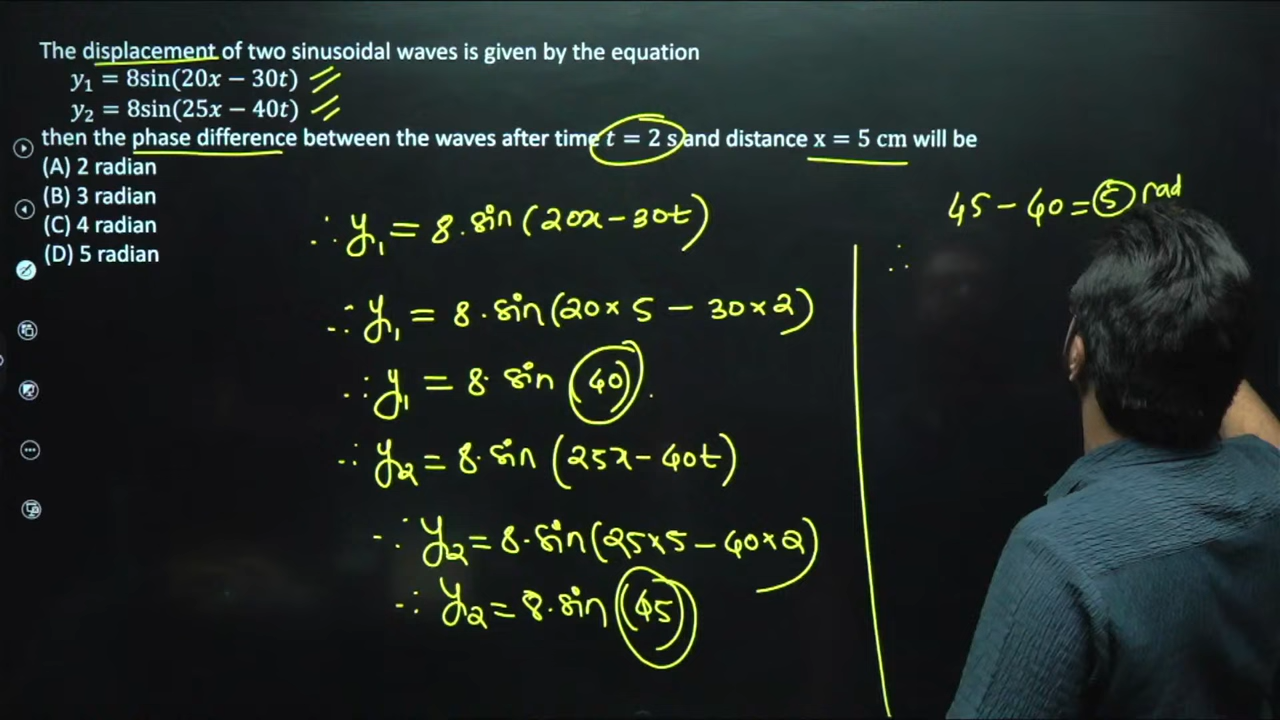 The displacement of two sinusoidal waves is given by the equation
y₁ = 8sin(20x − 30t)
y₂ = 8sin(25x − 40t)
then the phase difference between the waves after time t = 2 s and distance x = 5 cm will be
(A) 2 radian
(B) 3 radian
(C) 4 radian
(D) 5 radian
∴ y₁ = 8.sin(20x−30t)
∴ y₁ = 8.sin(20×5 − 30×2)
∴ y₁ = 8.sin (40).
∴ y₂ = 8.sin (25x−40t)
∴ y₂ = 8.sin(25×5−40×2)
∴ y₂ = 8.sin (45)
45 − 40 = 5 rad
∴